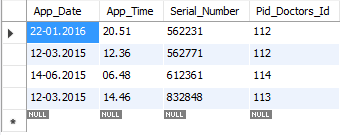 App_Date App_Time Serial_Number Pid_Doctors_Id
22-01.2016 20.51 562231 112
12-03.2015 12.36 562771 112
14-06.2015 06.48 612361 114
12-03.2015 14.46 832848 113
NULL NULL NULL NULL